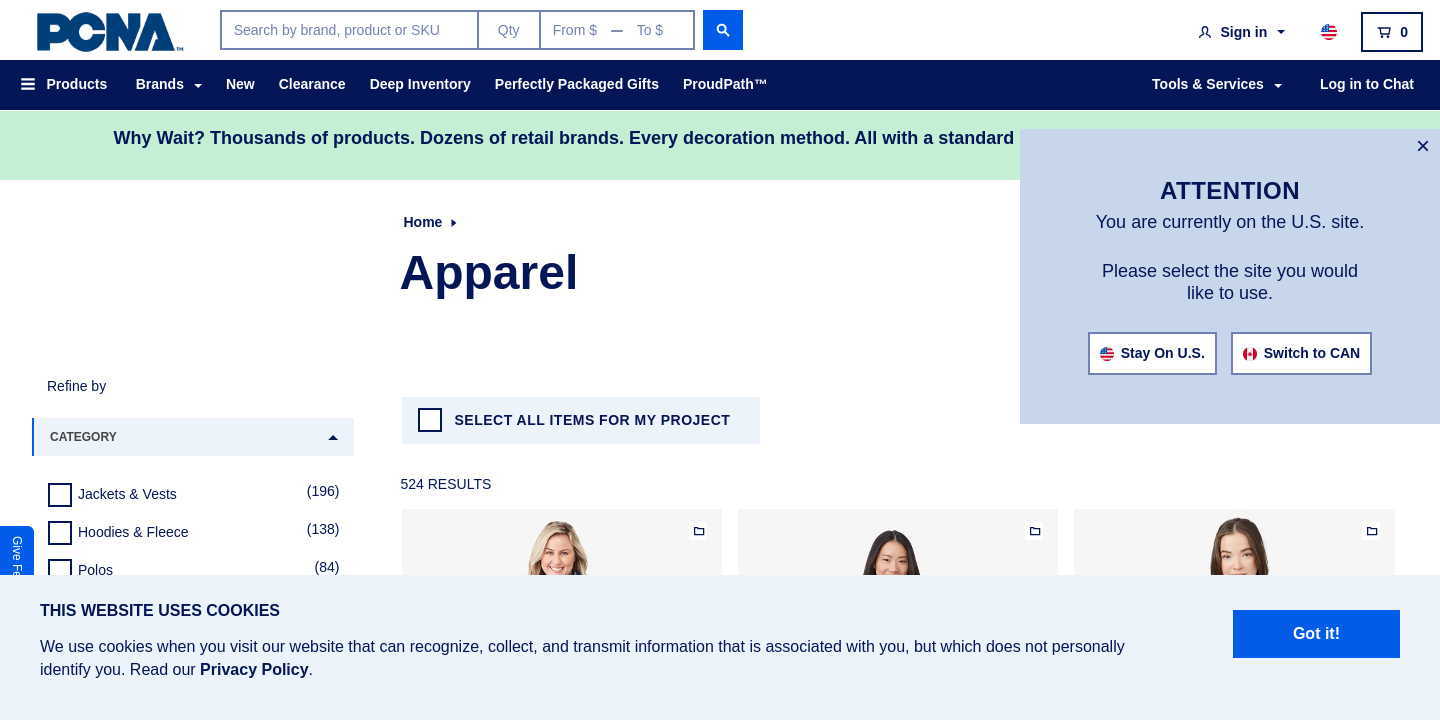 PCNA™
Search by brand, product or SKU
Qty
From $ — To $
Sign in
0
Products
Brands
New
Clearance
Deep Inventory
Perfectly Packaged Gifts
ProudPath™
Tools & Services
Log in to Chat
Why Wait? Thousands of products. Dozens of retail brands. Every decoration method. All with a standard
×
ATTENTION
You are currently on the U.S. site.
Please select the site you would
like to use.
Stay On U.S.
Switch to CAN
Home
Apparel
Refine by
CATEGORY
Jackets & Vests (196)
Hoodies & Fleece (138)
Polos (84)
SELECT ALL ITEMS FOR MY PROJECT
524 RESULTS
Give
THIS WEBSITE USES COOKIES
We use cookies when you visit our website that can recognize, collect, and transmit information that is associated with you, but which does not personally
identify you. Read our Privacy Policy.
Got it!